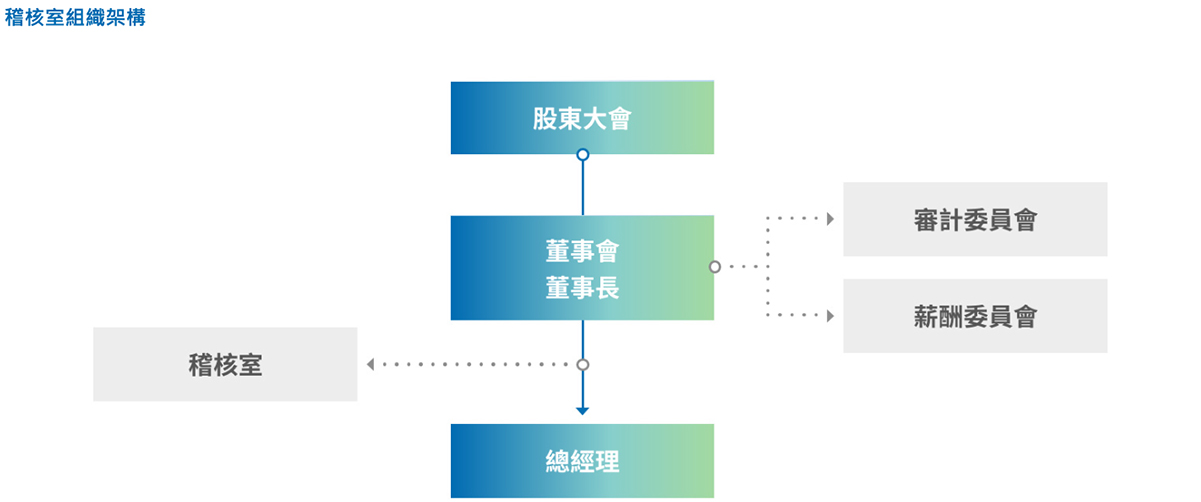 稽核室組織架構
股東大會
董事會
董事長
審計委員會
薪酬委員會
稽核室
總經理